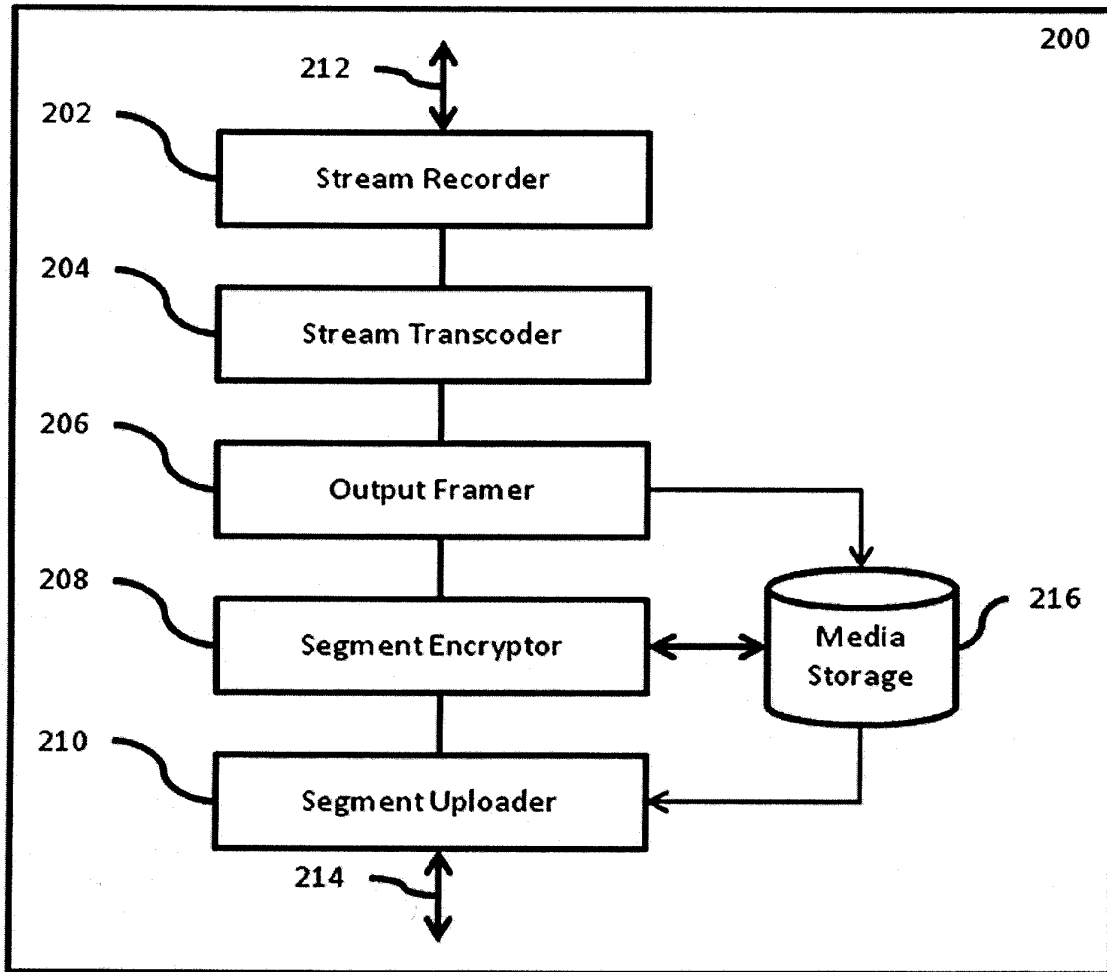 200
212
202
Stream Recorder
204
Stream Transcoder
206
Output Framer
208
Segment Encryptor
Media
Storage
216
210
Segment Uploader
214